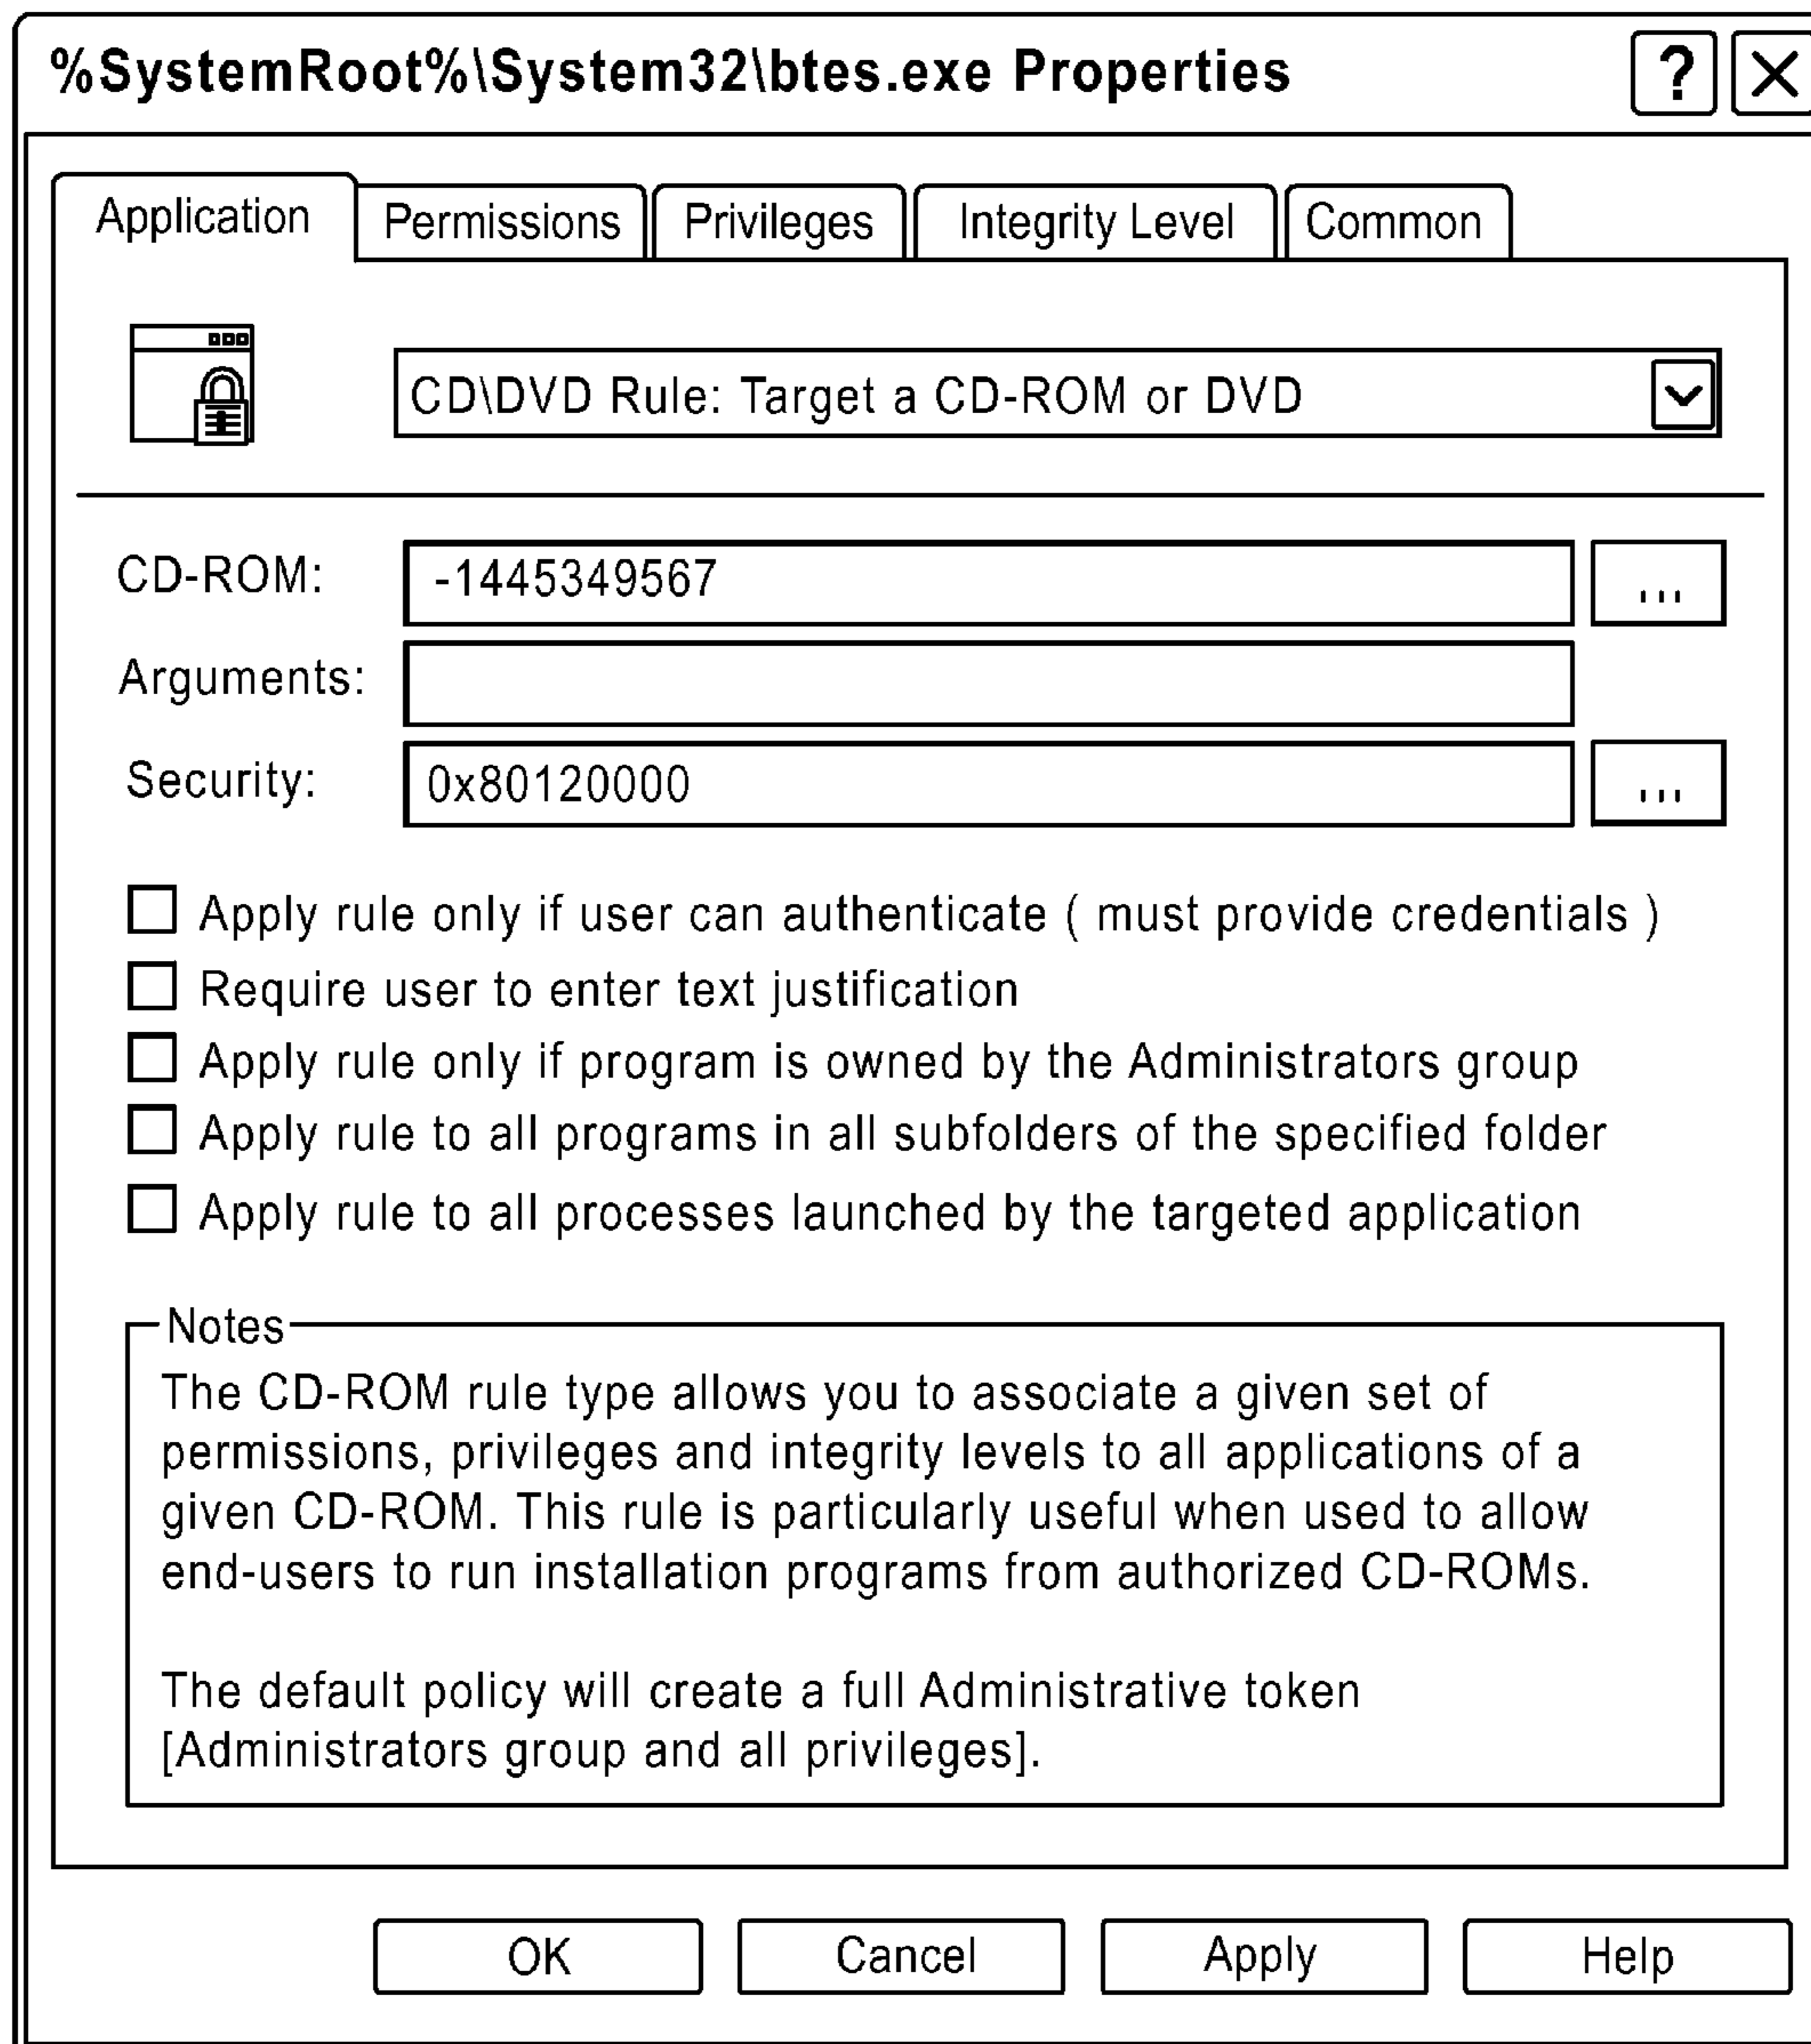 %SystemRoot%\System32\btes.exe Properties ? X
Application Permissions Privileges Integrity Level Common
CD\DVD Rule: Target a CD-ROM or DVD
CD-ROM: -1445349567 ...
Arguments:
Security: 0x80120000 ...
Apply rule only if user can authenticate ( must provide credentials )
Require user to enter text justification
Apply rule only if program is owned by the Administrators group
Apply rule to all programs in all subfolders of the specified folder
Apply rule to all processes launched by the targeted application
Notes
The CD-ROM rule type allows you to associate a given set of
permissions, privileges and integrity levels to all applications of a
given CD-ROM. This rule is particularly useful when used to allow
end-users to run installation programs from authorized CD-ROMs.
The default policy will create a full Administrative token
[Administrators group and all privileges].
OK Cancel Apply Help